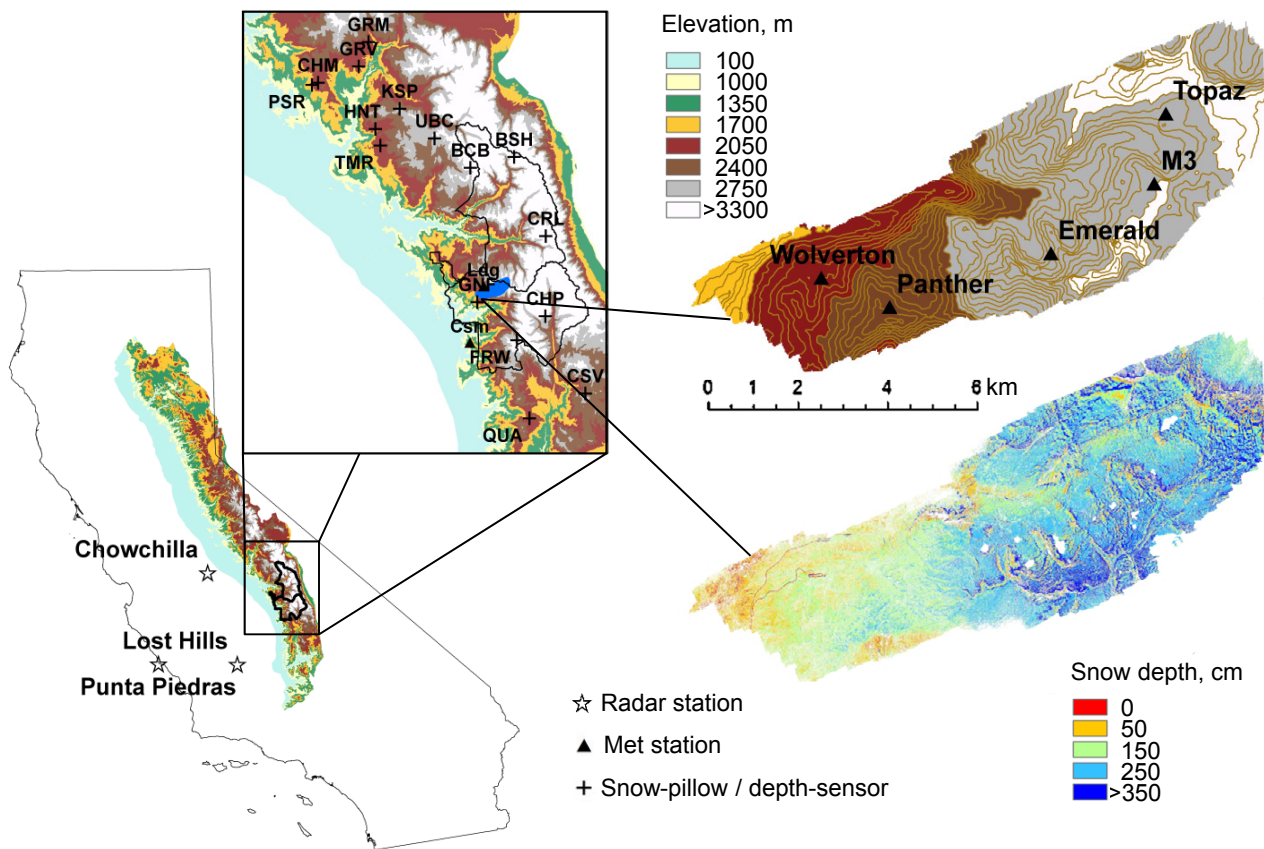 GRM
GRV
CHM
PSR
KSP
HNT
UBC
TMR
BCB
BSH
CRL
Ldg
GNF
CHP
Csm
FRW
CSV
QUA
Elevation, m
100
1000
1350
1700
2050
2400
2750
>3300
Topaz
M3
Emerald
Wolverton
Panther
0 1 2 4 6 km
Chowchilla
Lost Hills
Punta Piedras
Radar station
Met station
Snow-pillow / depth-sensor
Snow depth, cm
0
50
150
250
>350